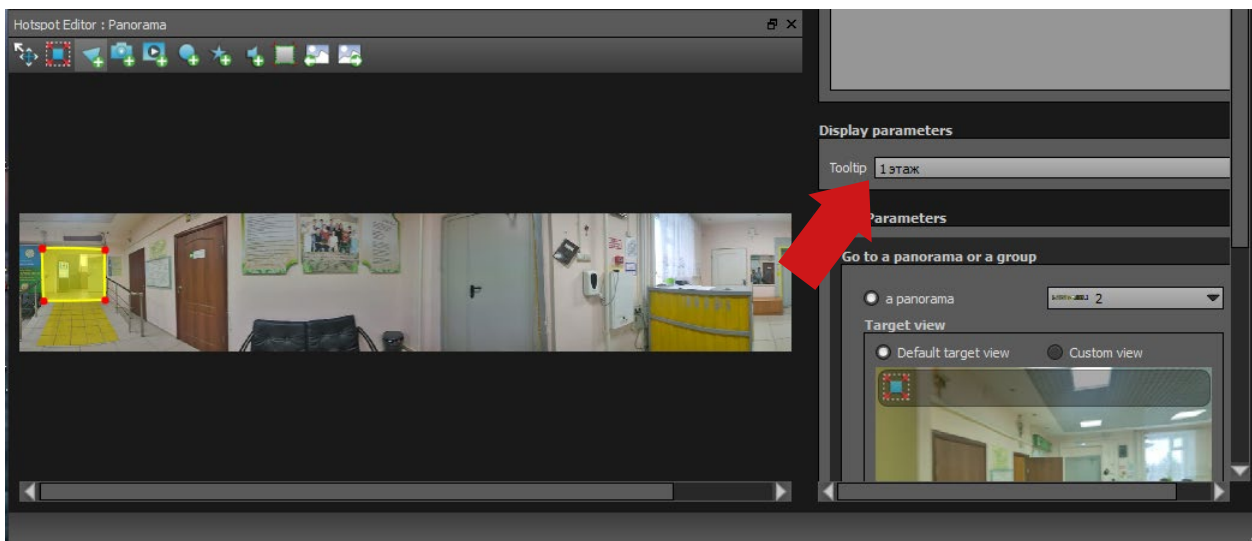 Hotspot Editor : Panorama
Display parameters
Tooltip 1 этаж
Parameters
Go to a panorama or a group
a panorama 2
Target view
Default target view Custom view